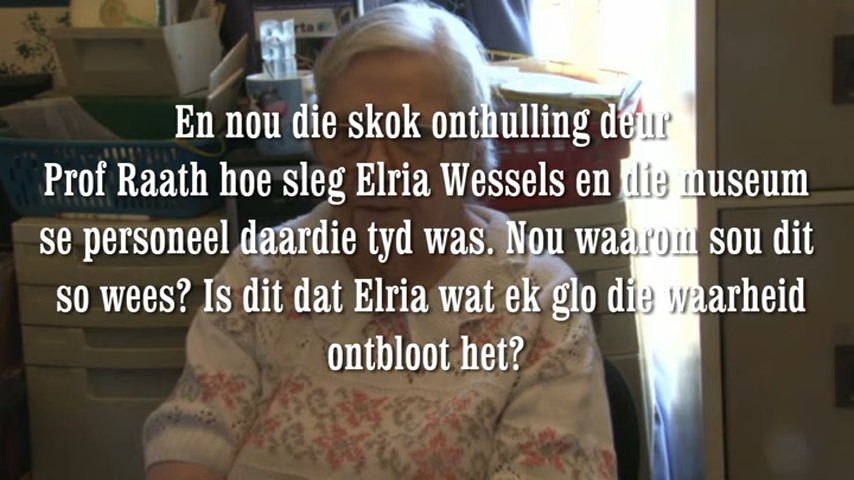 rta
En nou die skok onthulling deur
Prof Raath hoe sleg Elria Wessels en die museum
se personeel daardie tyd was. Nou waarom sou dit
so wees? Is dit dat Elria wat ek glo die waarheid
ontbloot het?